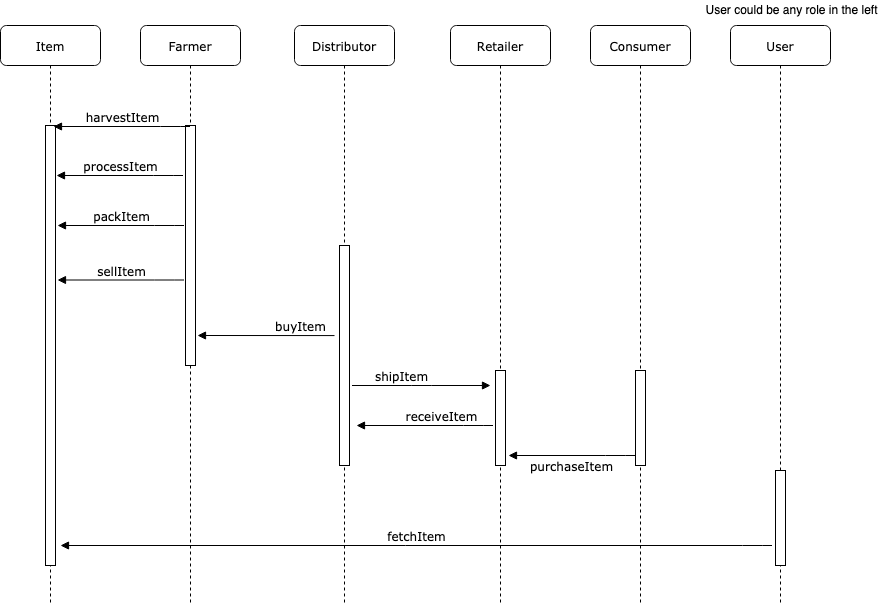 User could be any role in the left
Item
Farmer
Distributor
Retailer
Consumer
User
harvestItem
processItem
packItem
sellItem
buyItem
shipItem
receiveItem
purchaseItem
fetchItem